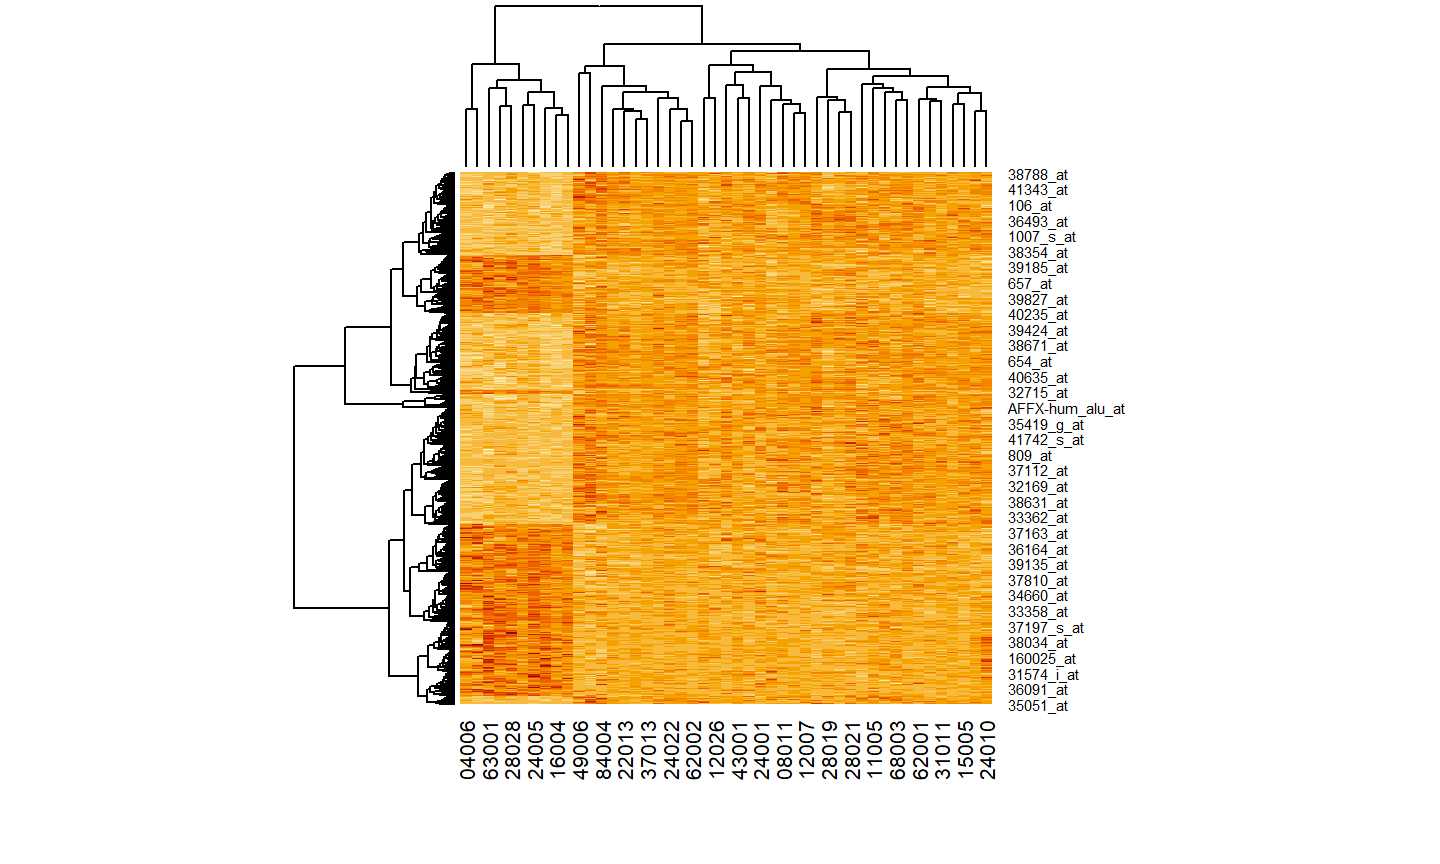 38788_at
41343_at
106_at
36493_at
1007_s_at
38354_at
39185_at
657_at
39827_at
40235_at
39424_at
38671_at
654_at
40635_at
32715_at
AFFX-hum_alu_at
35419_g_at
41742_s_at
809_at
37112_at
32169_at
38631_at
33362_at
37163_at
36164_at
39135_at
37810_at
34660_at
33358_at
37197_s_at
38034_at
160025_at
31574_i_at
36091_at
35051_at
04006
63001
28028
24005
16004
49006
84004
22013
37013
24022
62002
12026
43001
24001
08011
12007
28019
28021
11005
68003
62001
31011
15005
24010